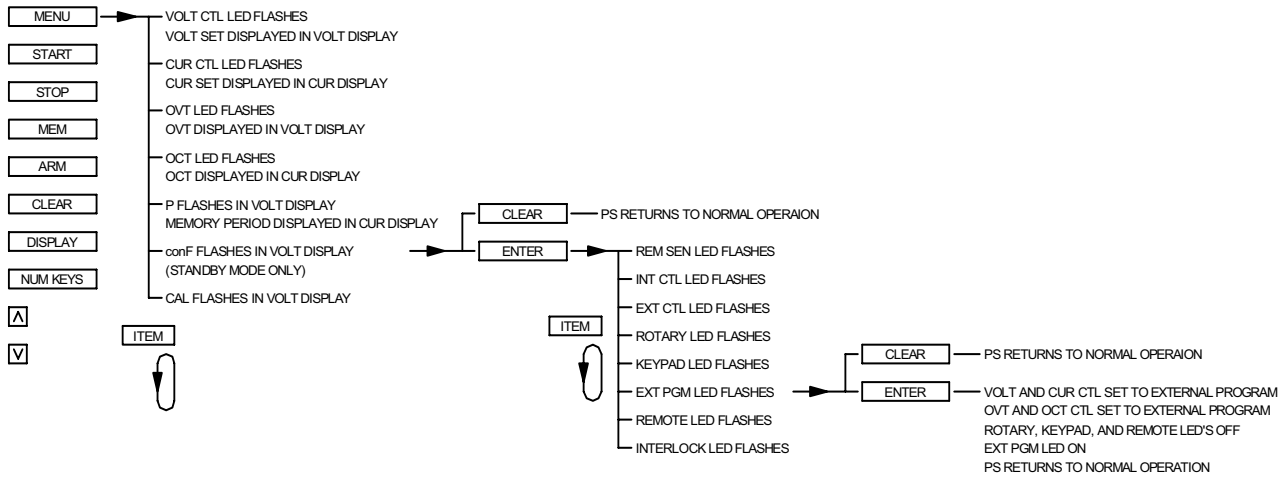 MENU
START
STOP
MEM
ARM
CLEAR
DISPLAY
NUM KEYS
VOLT CTL LED FLASHES
VOLT SET DISPLAYED IN VOLT DISPLAY
CUR CTL LED FLASHES
CUR SET DISPLAYED IN CUR DISPLAY
OVT LED FLASHES
OVT DISPLAYED IN VOLT DISPLAY
OCT LED FLASHES
OCT DISPLAYED IN CUR DISPLAY
P FLASHES IN VOLT DISPLAY
MEMORY PERIOD DISPLAYED IN CUR DISPLAY
conF FLASHES IN VOLT DISPLAY
(STANDBY MODE ONLY)
CAL FLASHES IN VOLT DISPLAY
ITEM
CLEAR
PS RETURNS TO NORMAL OPERAION
ENTER
REM SEN LED FLASHES
INT CTL LED FLASHES
EXT CTL LED FLASHES
ROTARY LED FLASHES
KEYPAD LED FLASHES
EXT PGM LED FLASHES
REMOTE LED FLASHES
INTERLOCK LED FLASHES
ITEM
CLEAR
PS RETURNS TO NORMAL OPERAION
ENTER
VOLT AND CUR CTL SET TO EXTERNAL PROGRAM
OVT AND OCT CTL SET TO EXTERNAL PROGRAM
ROTARY, KEYPAD, AND REMOTE LED'S OFF
EXT PGM LED ON
PS RETURNS TO NORMAL OPERATION